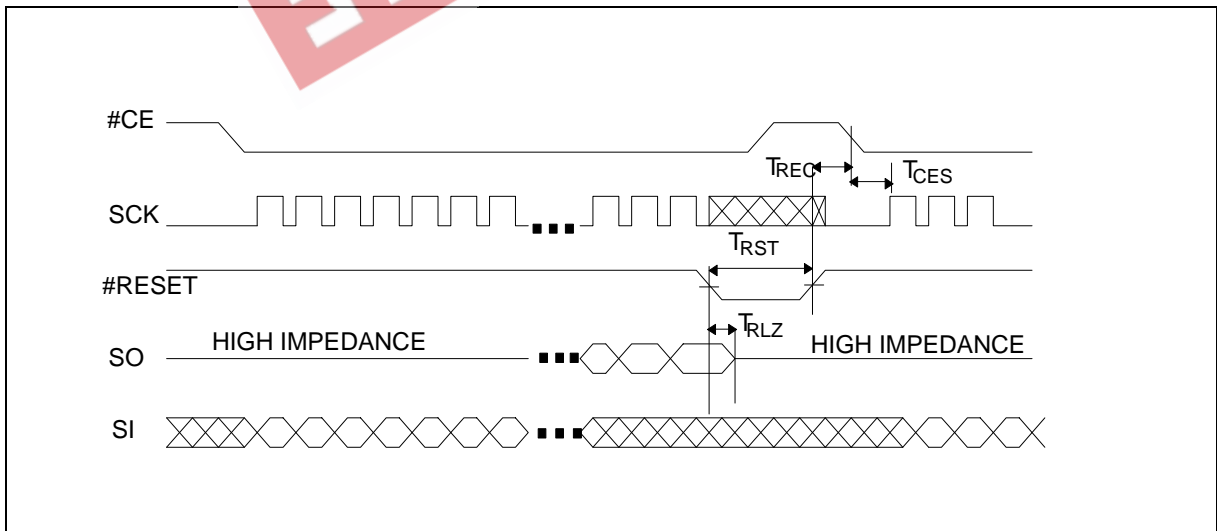 #CE
TREC
TCES
SCK
TRST
#RESET
TRLZ
HIGH IMPEDANCE
HIGH IMPEDANCE
SO
SI